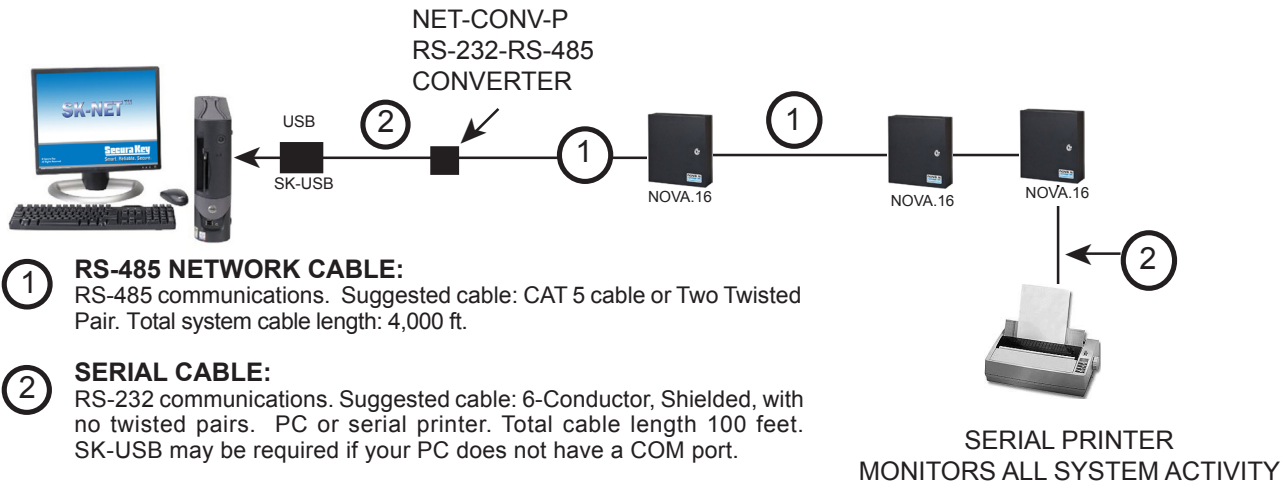 NET-CONV-P
RS-232-RS-485
CONVERTER
SK-NET™
SecuraKey
USB
SK-USB
2
1
1
NOVA.16
NOVA.16
NOVA.16
2
1
RS-485 NETWORK CABLE:
RS-485 communications. Suggested cable: CAT 5 cable or Two Twisted
Pair. Total system cable length: 4,000 ft.
2
SERIAL CABLE:
RS-232 communications. Suggested cable: 6-Conductor, Shielded, with
no twisted pairs. PC or serial printer. Total cable length 100 feet.
SK-USB may be required if your PC does not have a COM port.
SERIAL PRINTER
MONITORS ALL SYSTEM ACTIVITY